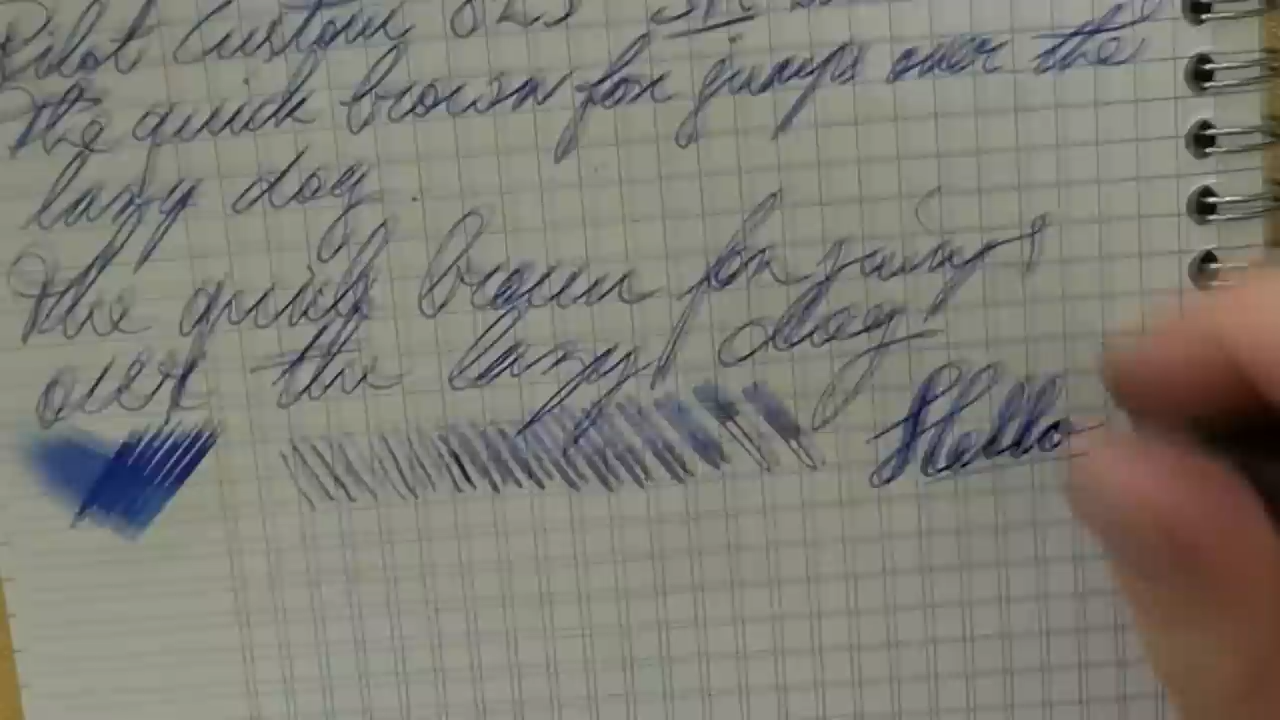 Pilot Custom 823
The quick brown fox jumps over the
lazy dog
The quick brown fox jumps
over the lazy dog
Hello